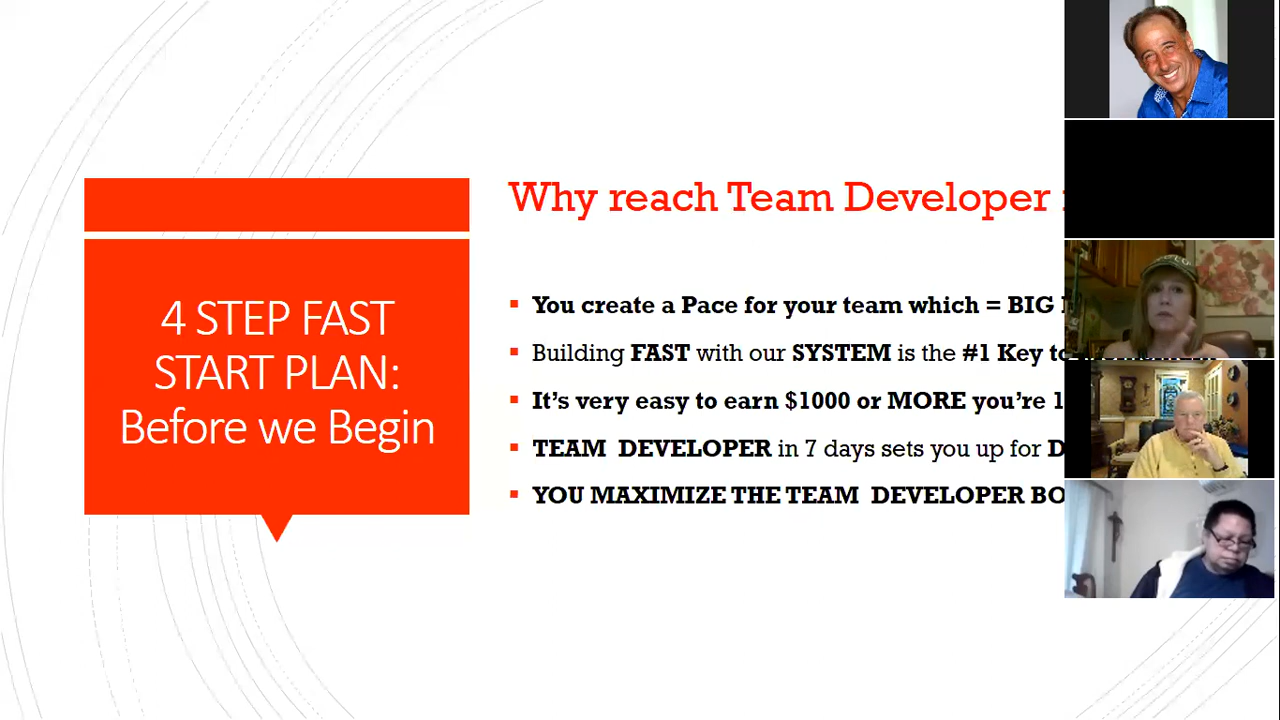 4 STEP FAST
START PLAN:
Before we Begin
Why reach Team Developer
You create a Pace for your team which = BIG
Building FAST with our SYSTEM is the #1 Key to
It's very easy to earn $1000 or MORE you're 1
TEAM DEVELOPER in 7 days sets you up for
YOU MAXIMIZE THE TEAM DEVELOPER